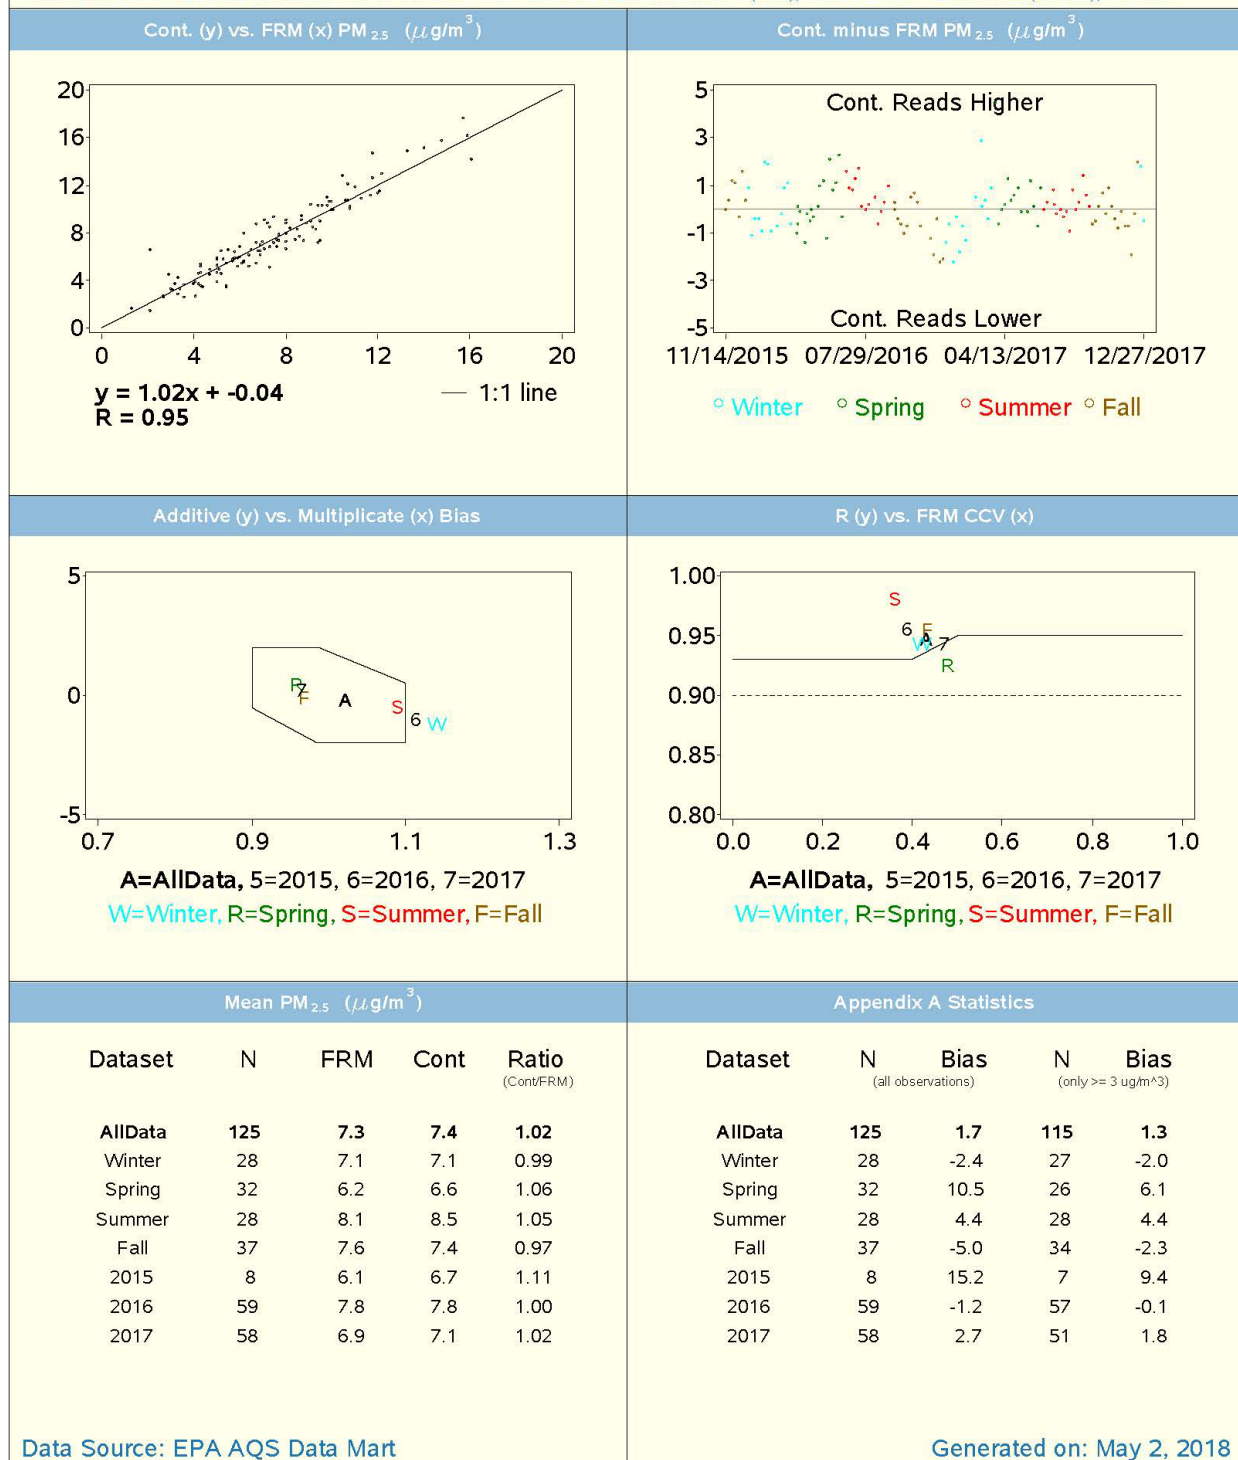 Cont. (y) vs. FRM (x) PM 2.5 (μg/m³)
20
16
12
8
4
0
0 4 8 12 16 20
y = 1.02x + -0.04
R = 0.95
1:1 line
Cont. minus FRM PM 2.5 (μg/m³)
5
3
1
-1
-3
-5
Cont. Reads Higher
Cont. Reads Lower
11/14/2015 07/29/2016 04/13/2017 12/27/2017
Winter Spring Summer Fall
Additive (y) vs. Multiplicate (x) Bias
5
0
-5
R
7
F
A
S
6
W
0.7 0.9 1.1 1.3
A=AllData, 5=2015, 6=2016, 7=2017
W=Winter, R=Spring, S=Summer, F=Fall
R (y) vs. FRM CCV (x)
1.00
0.95
0.90
0.85
0.80
S
6
F
W
A
7
R
0.0 0.2 0.4 0.6 0.8 1.0
A=AllData, 5=2015, 6=2016, 7=2017
W=Winter, R=Spring, S=Summer, F=Fall
Mean PM 2.5 (μg/m³)
Dataset N FRM Cont Ratio
(Cont/FRM)
AllData 125 7.3 7.4 1.02
Winter 28 7.1 7.1 0.99
Spring 32 6.2 6.6 1.06
Summer 28 8.1 8.5 1.05
Fall 37 7.6 7.4 0.97
2015 8 6.1 6.7 1.11
2016 59 7.8 7.8 1.00
2017 58 6.9 7.1 1.02
Appendix A Statistics
Dataset N Bias N Bias
(all observations) (only >= 3 ug/m^3)
AllData 125 1.7 115 1.3
Winter 28 -2.4 27 -2.0
Spring 32 10.5 26 6.1
Summer 28 4.4 28 4.4
Fall 37 -5.0 34 -2.3
2015 8 15.2 7 9.4
2016 59 -1.2 57 -0.1
2017 58 2.7 51 1.8
Data Source: EPA AQS Data Mart
Generated on: May 2, 2018